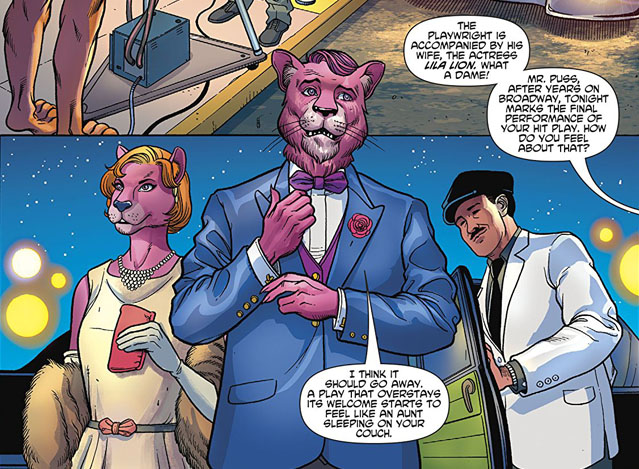 THE
PLAYWRIGHT IS
ACCOMPANIED BY HIS
WIFE, THE ACTRESS
LILA LION. WHAT
A DAME!
MR. PUSS,
AFTER YEARS ON
BROADWAY, TONIGHT
MARKS THE FINAL
PERFORMANCE OF
YOUR HIT PLAY. HOW
DO YOU FEEL
ABOUT THAT?
I THINK IT
SHOULD GO AWAY.
A PLAY THAT OVERSTAYS
ITS WELCOME STARTS TO
FEEL LIKE AN AUNT
SLEEPING ON YOUR
COUCH.